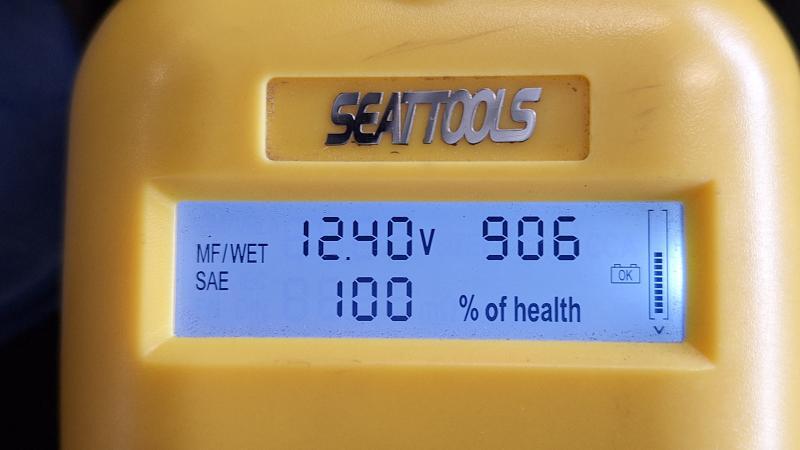 SEATTOOLS
MF/WET 12.40V 906
SAE 100 % of health
OK